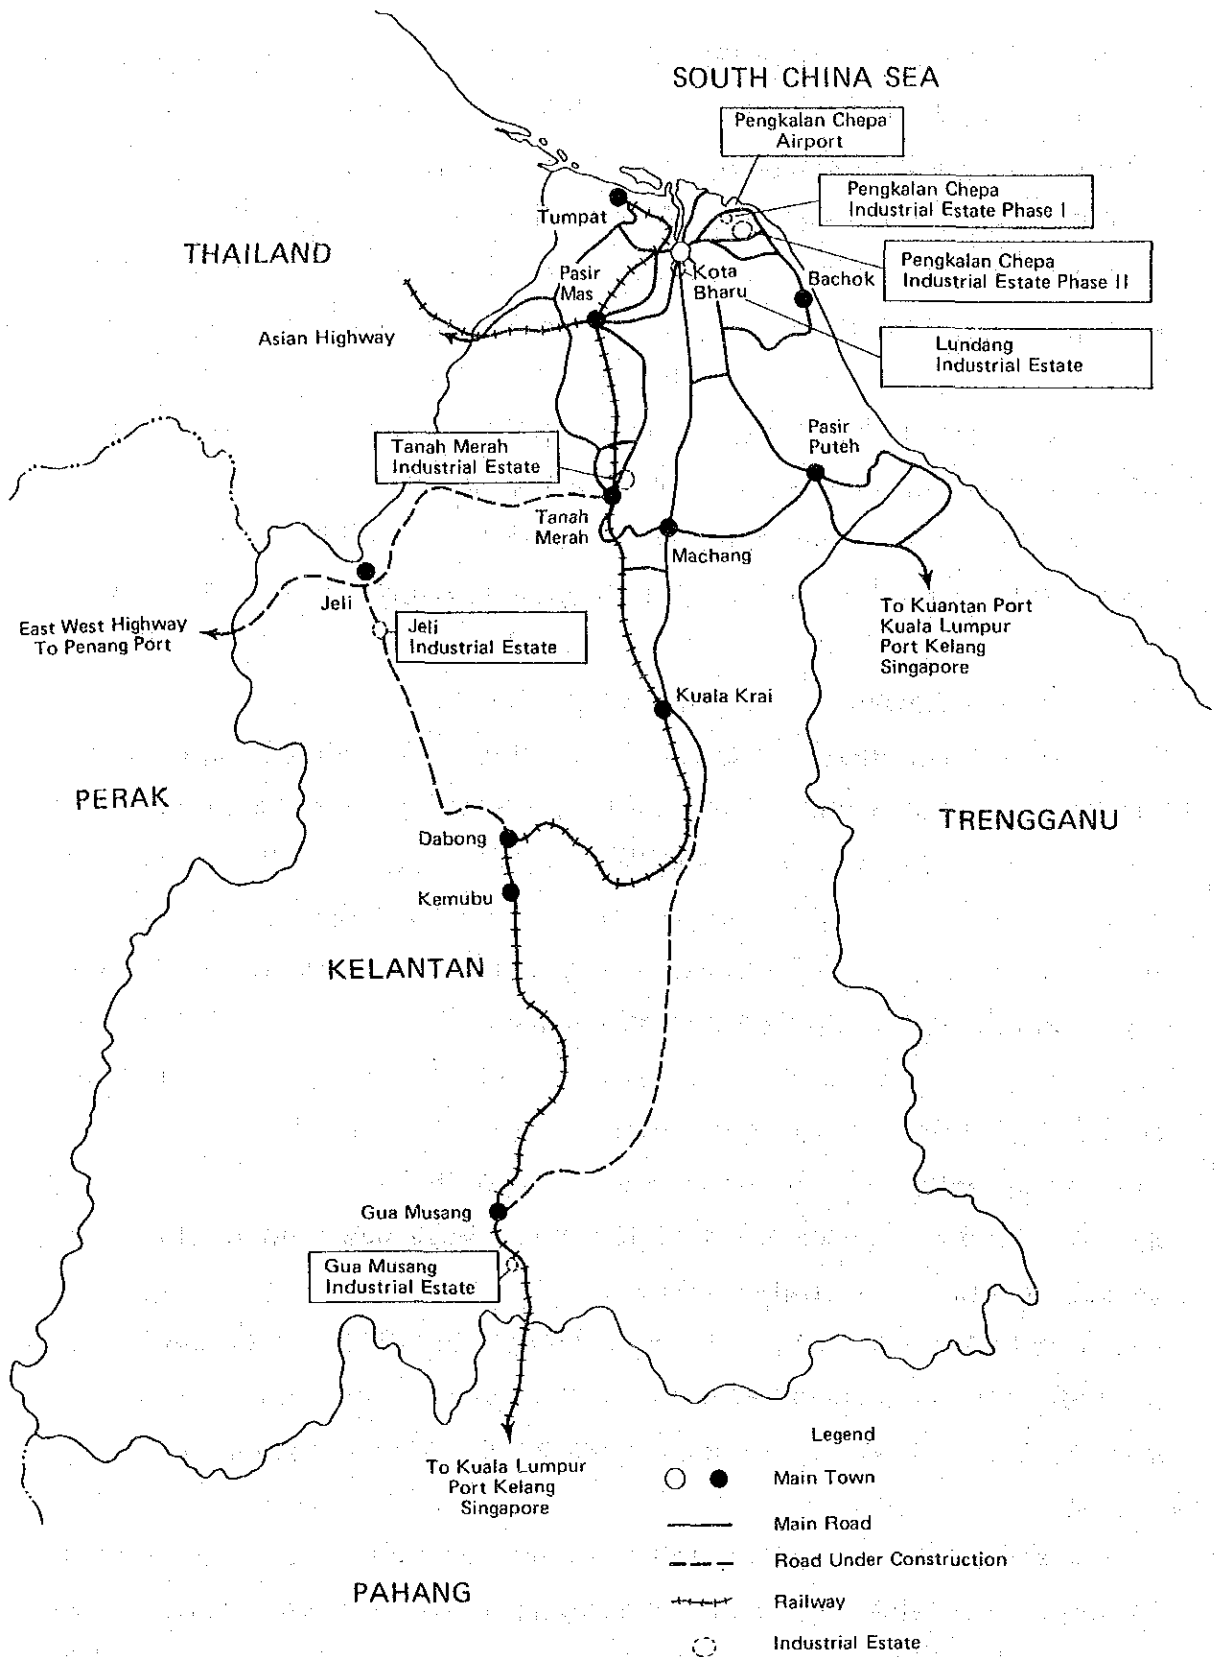 SOUTH CHINA SEA
Pengkalan Chepa
Airport
Pengkalan Chepa
Industrial Estate Phase I
Tumpat
THAILAND
Pengkalan Chepa
Industrial Estate Phase II
Pasir
Mas
Kota
Bharu
Bachok
Asian Highway
Lundang
Industrial Estate
Pasir
Puteh
Tanah Merah
Industrial Estate
Tanah
Merah
Machang
Jeli
East West Highway
To Penang Port
Jeli
Industrial Estate
To Kuantan Port
Kuala Lumpur
Port Kelang
Singapore
Kuala Krai
PERAK
TRENGGANU
Dabong
Kemubu
KELANTAN
Gua Musang
Gua Musang
Industrial Estate
To Kuala Lumpur
Port Kelang
Singapore
Legend
Main Town
Main Road
Road Under Construction
PAHANG
Railway
Industrial Estate